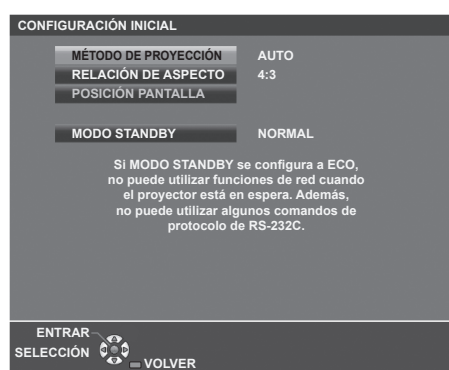 CONFIGURACIÓN INICIAL
MÉTODO DE PROYECCIÓN AUTO
RELACIÓN DE ASPECTO 4:3
POSICIÓN PANTALLA
MODO STANDBY NORMAL
Si MODO STANDBY se configura a ECO,
no puede utilizar funciones de red cuando
el proyector está en espera. Además,
no puede utilizar algunos comandos de
protocolo de RS-232C.
ENTRAR
SELECCIÓN
VOLVER